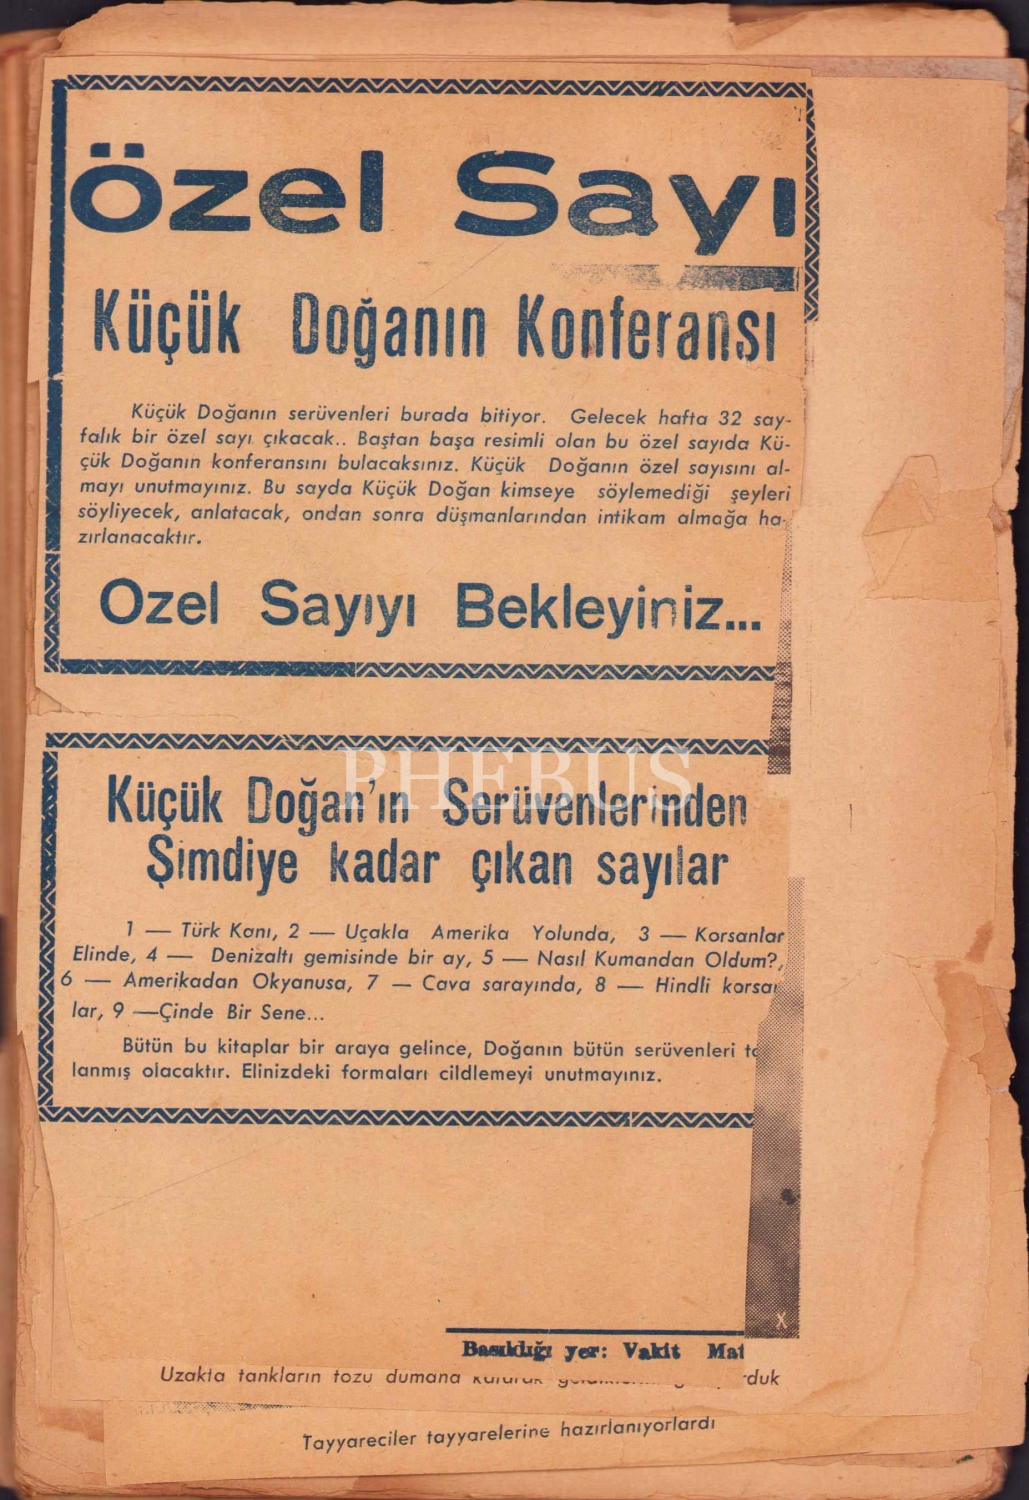 özel Sayı
Küçük Doğanın Konferansı
Küçük Doğanın serüvenleri burada bitiyor. Gelecek hafta 32 say-
falık bir özel sayı çıkacak.. Baştan başa resimli olan bu özel sayıda Kü-
çük Doğanın konferansını bulacaksınız. Küçük Doğanın özel sayısını al-
mayı unutmayınız. Bu sayda Küçük Doğan kimseye söylemediği şeyleri
söyliyecek, anlatacak, ondan sonra düşmanlarından intikam almağa ha-
zırlanacaktır.
Ozel Sayıyı Bekleyiniz...
PHEBUS
Küçük Doğan'ın Serüvenlerinden
Şimdiye kadar çıkan sayılar
1 — Türk Kanı, 2 — Uçakla Amerika Yolunda, 3 — Korsanlar
Elinde, 4 — Denizaltı gemisinde bir ay, 5 — Nasıl Kumandan Oldum?,
6 — Amerikadan Okyanusa, 7 — Cava sarayında, 8 — Hindli korsan
lar, 9 —Çinde Bir Sene...
Bütün bu kitaplar bir araya gelince, Doğanın bütün serüvenleri to
lanmış olacaktır. Elinizdeki formaları cildlemeyi unutmayınız.
X
Basıldığı yer: Vakit Mat
Uzakta tankların tozu dumana duk
Tayyareciler tayyarelerine hazırlanıyorlardı